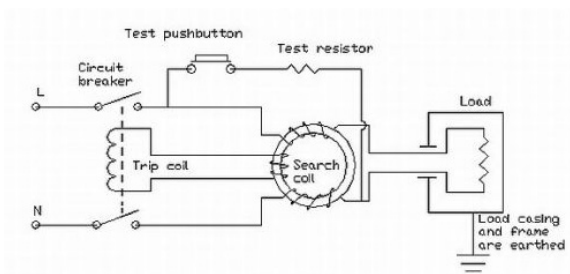 Test pushbutton
Test resistor
Circuit
breaker
L
Load
Trip coil
Search
coil
N
Load casing
and frame
are earthed